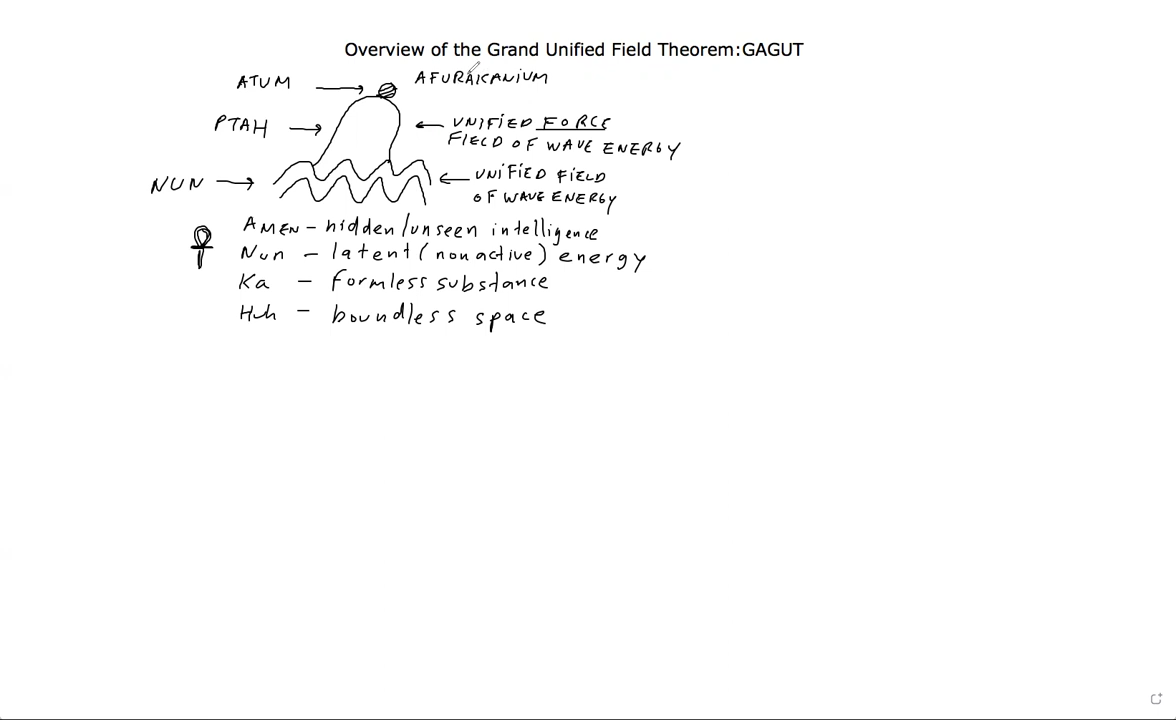 Overview of the Grand Unified Field Theorem:GAGUT
ATUM AFURAKANIUM
PTAH UNIFIED FORCE
FIELD OF WAVE ENERGY
NUN UNIFIED FIELD
OF WAVE ENERGY
AMEN - hidden/unseen intelligence
Nun - latent (non active) energy
Ka - formless substance
Huh - boundless space